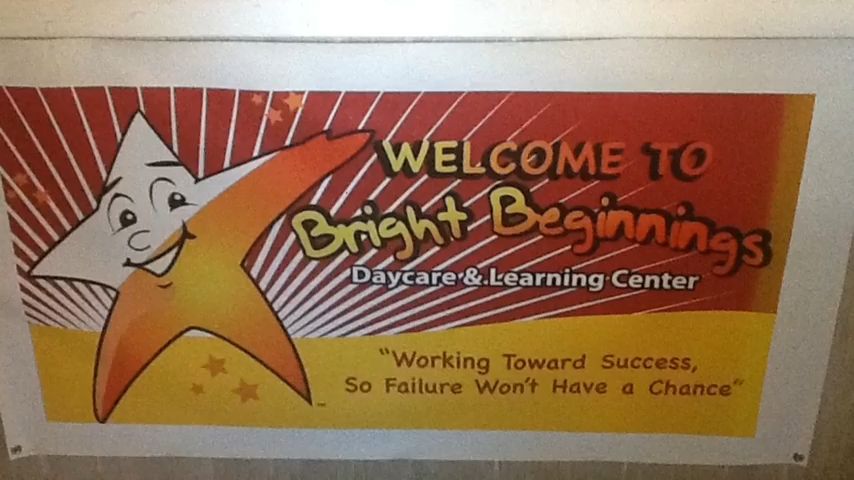 WELCOME TO
Bright Beginnings
Daycare & Learning Center
"Working Toward Success,
So Failure Won't Have a Chance"